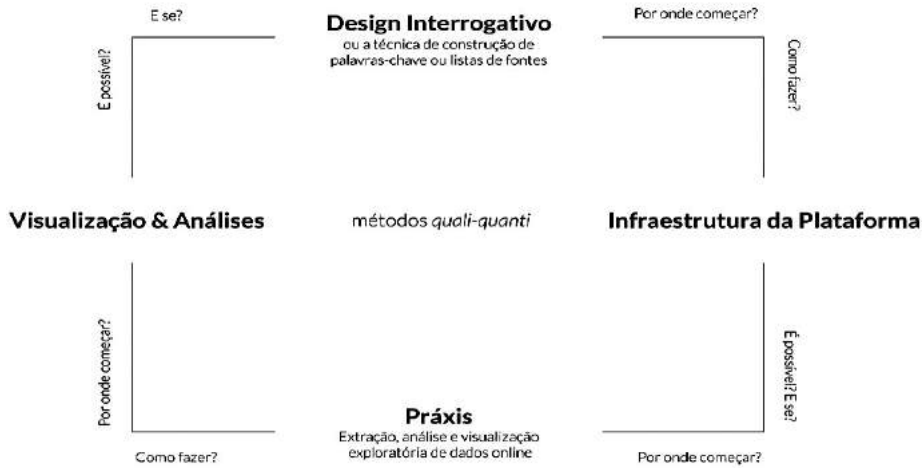 E se?
Design Interrogativo
ou a técnica de construção de
palavras-chave ou listas de fontes
Por onde começar?
É possível?
Como fazer?
Visualização & Análises
métodos quali-quanti
Infraestrutura da Plataforma
Por onde começar?
É possível? E se?
Práxis
Extração, análise e visualização
exploratória de dados online
Como fazer?
Por onde começar?